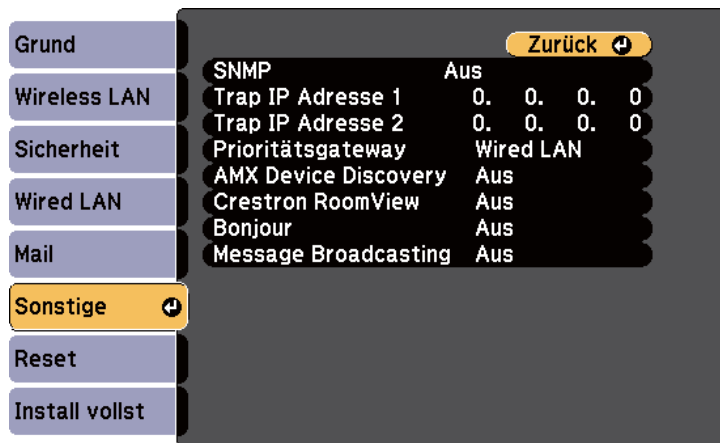 Grund
Wireless LAN
Sicherheit
Wired LAN
Mail
Sonstige
Reset
Install vollst
Zurück
SNMP Aus
Trap IP Adresse 1 0. 0. 0. 0
Trap IP Adresse 2 0. 0. 0. 0
Prioritätsgateway Wired LAN
AMX Device Discovery Aus
Crestron RoomView Aus
Bonjour Aus
Message Broadcasting Aus